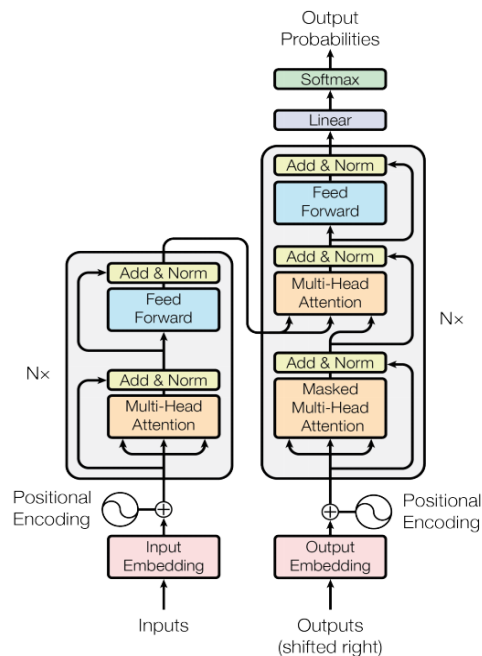 Output
Probabilities
Softmax
Linear
Add & Norm
Feed
Forward
Add & Norm
Multi-Head
Attention
Add & Norm
Masked
Multi-Head
Attention
N×
Add & Norm
Feed
Forward
Add & Norm
Multi-Head
Attention
N×
Positional
Encoding
Positional
Encoding
Input
Embedding
Output
Embedding
Inputs
Outputs
(shifted right)